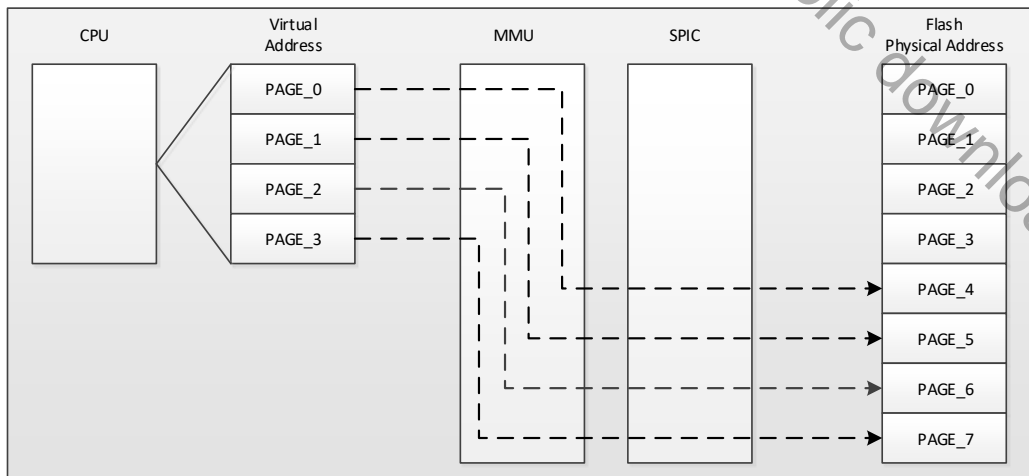 CPU
Virtual
Address
MMU
SPIC
Flash
Physical Address
PAGE_0
PAGE_1
PAGE_2
PAGE_3
PAGE_0
PAGE_1
PAGE_2
PAGE_3
PAGE_4
PAGE_5
PAGE_6
PAGE_7